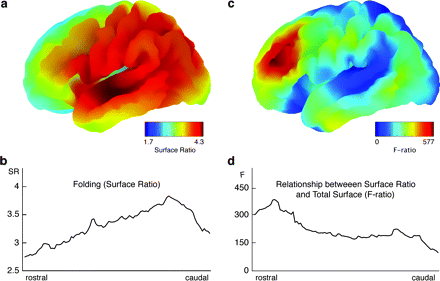 a
c
1.7 4.3
Surface Ratio
0 577
F-ratio
b
SR
Folding (Surface Ratio)
4
3.5
3
2.5
rostral caudal
d
F
Relationship between Surface Ratio
and Total Surface (F-ratio)
450
300
150
0
rostral caudal